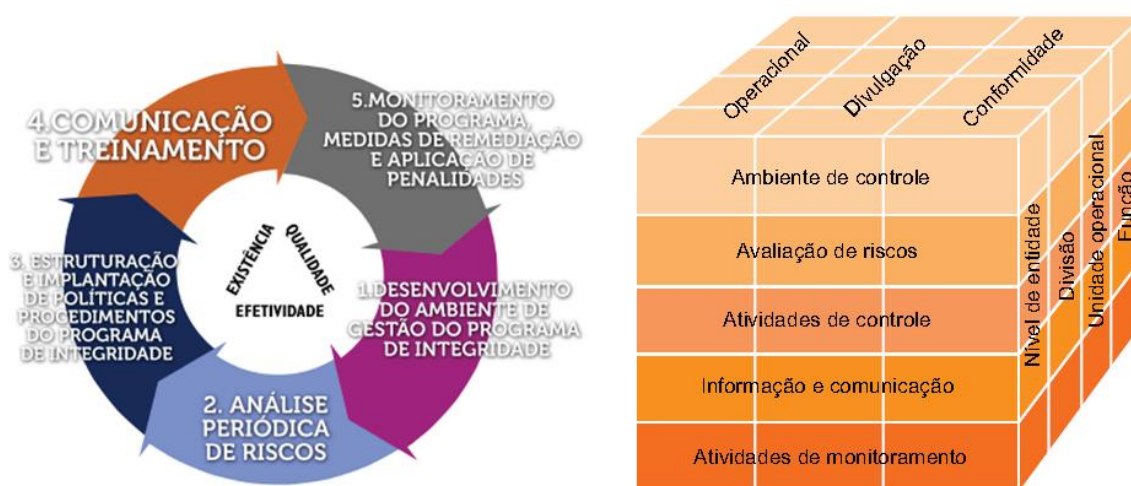 4.COMUNICAÇÃO
E TREINAMENTO
5.MONITORAMENTO
DO PROGRAMA,
MEDIDAS DE REMEDIAÇÃO
E APLICAÇÃO DE
PENALIDADES
3. ESTRUTURAÇÃO
E IMPLANTAÇÃO
DE POLÍTICAS E
PROCEDIMENTOS
DO PROGRAMA
DE INTEGRIDADE
EXISTÊNCIA
QUALIDADE
EFETIVIDADE
1.DESENVOLVIMENTO
DO AMBIENTE DE
GESTÃO DO PROGRAMA
DE INTEGRIDADE
2. ANÁLISE
PERIÓDICA
DE RISCOS
Operacional
Divulgação
Conformidade
Ambiente de controle
Avaliação de riscos
Atividades de controle
Informação e comunicação
Atividades de monitoramento
Nível de entidade
Divisão
Unidade operacional
Função